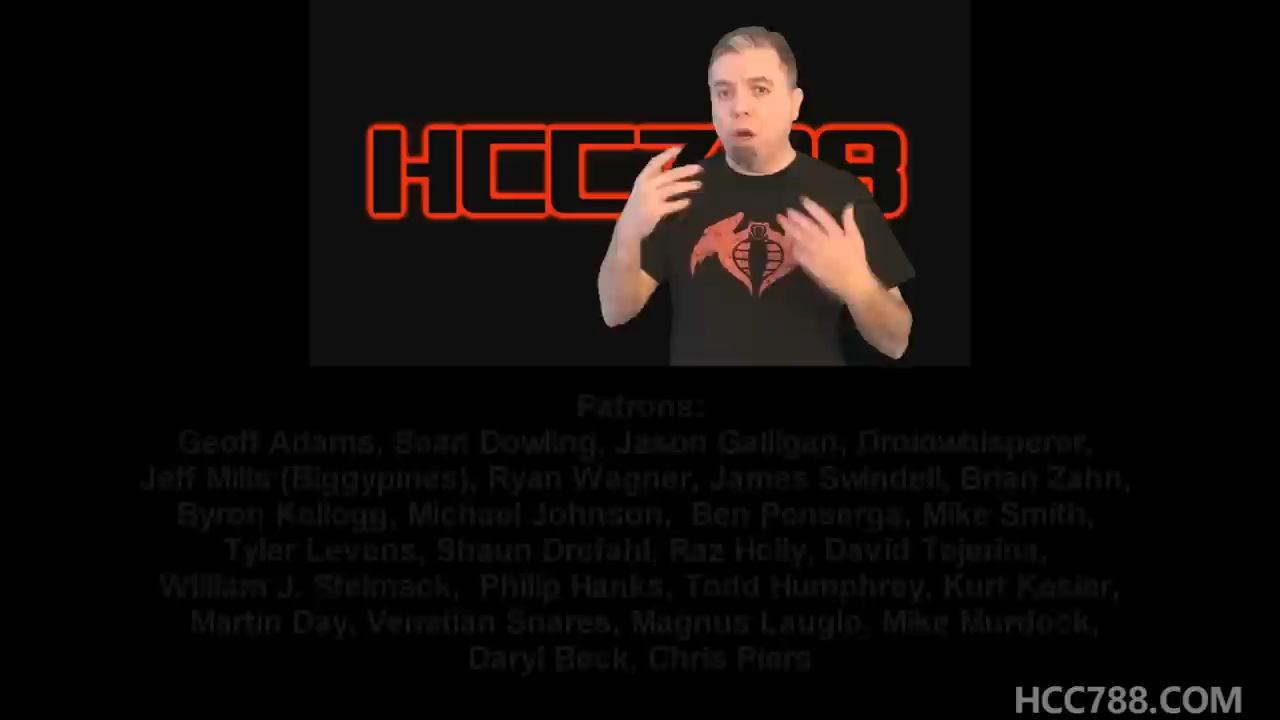 HCC788
Patrons:
Geoff Adams, Sean Dowling, Jason Galligan, Droidwhisperer,
Jeff Mills (Biggypines), Ryan Wagner, James Swindell, Brian Zahn,
Byron Kellogg, Michael Johnson, Ben Penserga, Mike Smith,
Tyler Levens, Shaun Drefahl, Raz Holly, David Tejerina,
William J. Stelmack, Philip Hanks, Todd Humphrey, Kurt Kesler,
Martin Day, Venetian Snares, Magnus Lauglo, Mike Murdock,
Daryl Beck, Chris Piers
HCC788.COM